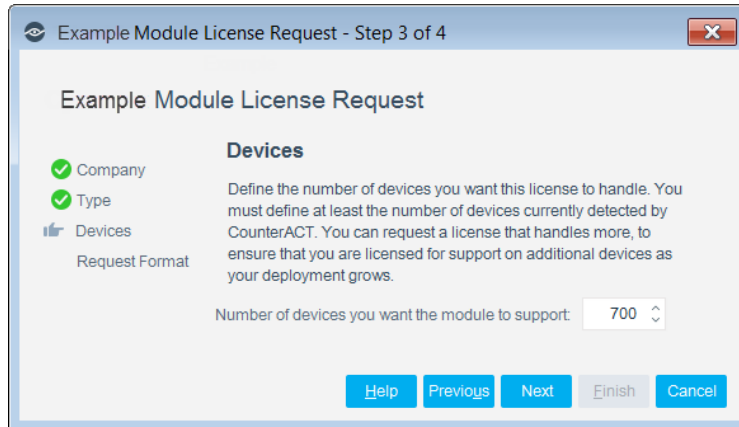 Example Module License Request - Step 3 of 4
Example Module License Request
Company
Type
Devices
Request Format
Devices
Define the number of devices you want this license to handle. You
must define at least the number of devices currently detected by
CounterACT. You can request a license that handles more, to
ensure that you are licensed for support on additional devices as
your deployment grows.
Number of devices you want the module to support: 700
Help Previous Next Finish Cancel